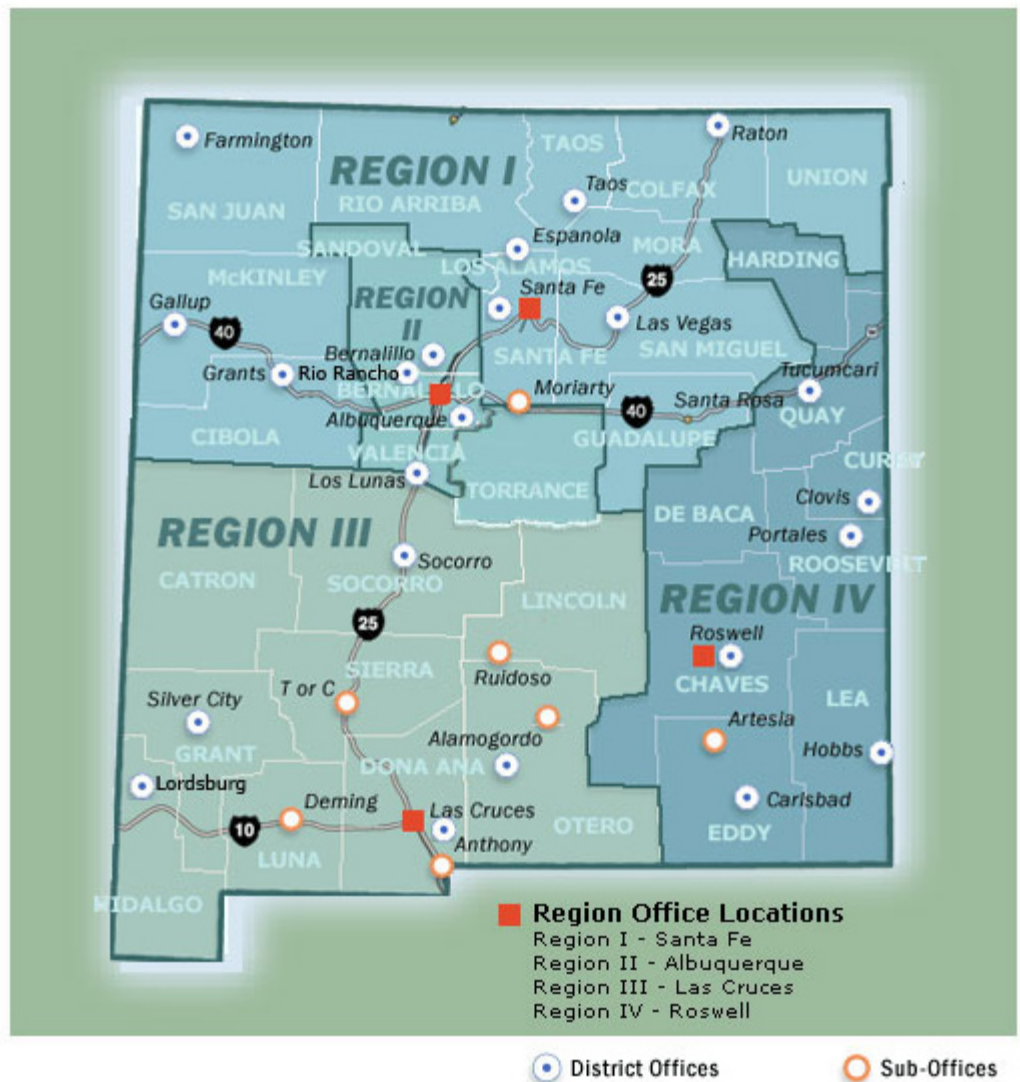 Farmington
Raton
TAOS
REGION I
UNION
Taos
COLFAX
RIO ARRIBA
SAN JUAN
Espanola
SANDOVAL
MORA
HARDING
LOS ALAMOS
McKINLEY
25
Santa Fe
REGION
II
Gallup
40
Las Vegas
SANTA FE
SAN MIGUEL
Bernalillo
Grants
Rio Rancho
Tucumcari
BERNALILLO
Moriarty
Santa Rosa
40
QUAY
Albuquerque
CIBOLA
GUADALUPE
VALENCIA
CURRY
Los Lunas
TORRANCE
Clovis
DE BACA
REGION III
Portales
Socorro
ROOSEVELT
CATRON
SOCORRO
LINCOLN
REGION IV
25
Roswell
SIERRA
Ruidoso
CHAVES
T or C
LEA
Silver City
Artesia
Alamogordo
GRANT
DONA ANA
Hobbs
Lordsburg
Deming
Las Cruces
Carlsbad
10
OTERO
EDDY
Anthony
LUNA
HIDALGO
Region Office Locations
Region I - Santa Fe
Region II - Albuquerque
Region III - Las Cruces
Region IV - Roswell
District Offices
Sub-Offices